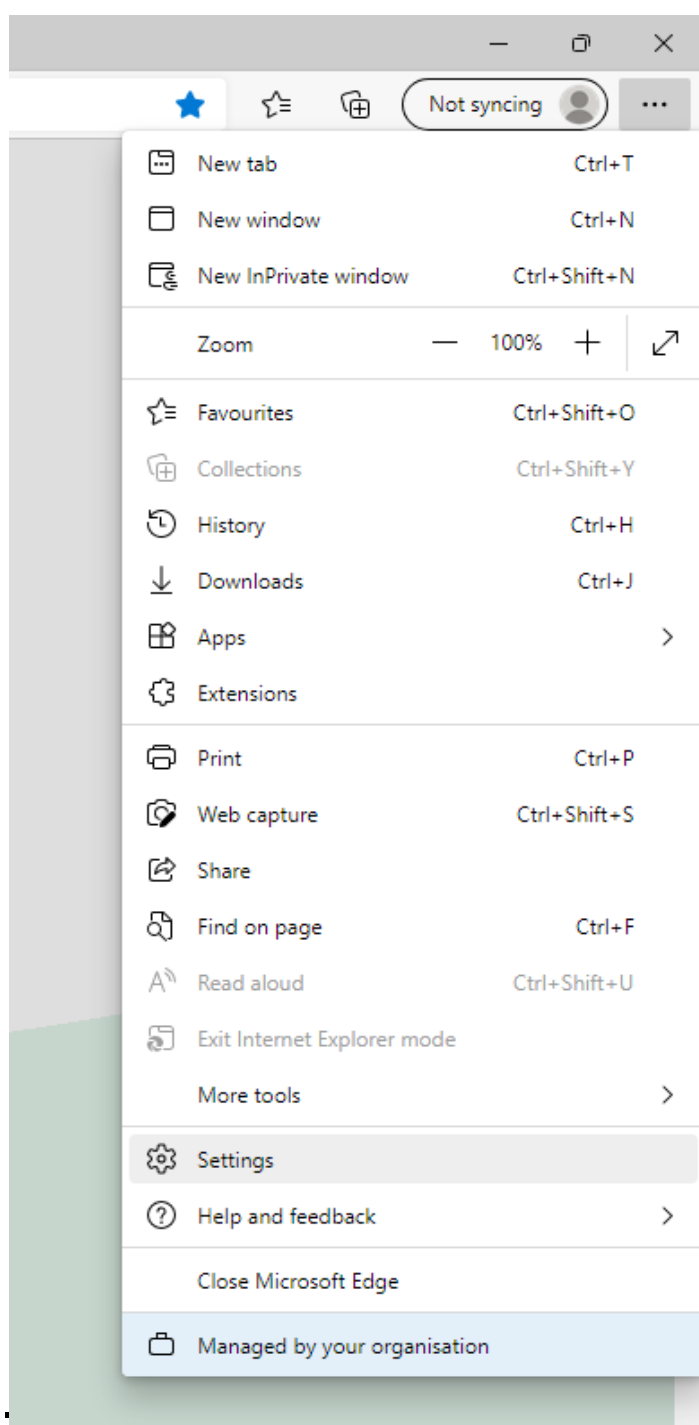 Not syncing
New tab Ctrl+T
New window Ctrl+N
New InPrivate window Ctrl+Shift+N
Zoom 100%
Favourites Ctrl+Shift+O
Collections Ctrl+Shift+Y
History Ctrl+H
Downloads Ctrl+J
Apps
Extensions
Print Ctrl+P
Web capture Ctrl+Shift+S
Share
Find on page Ctrl+F
Read aloud Ctrl+Shift+U
Exit Internet Explorer mode
More tools
Settings
Help and feedback
Close Microsoft Edge
Managed by your organisation